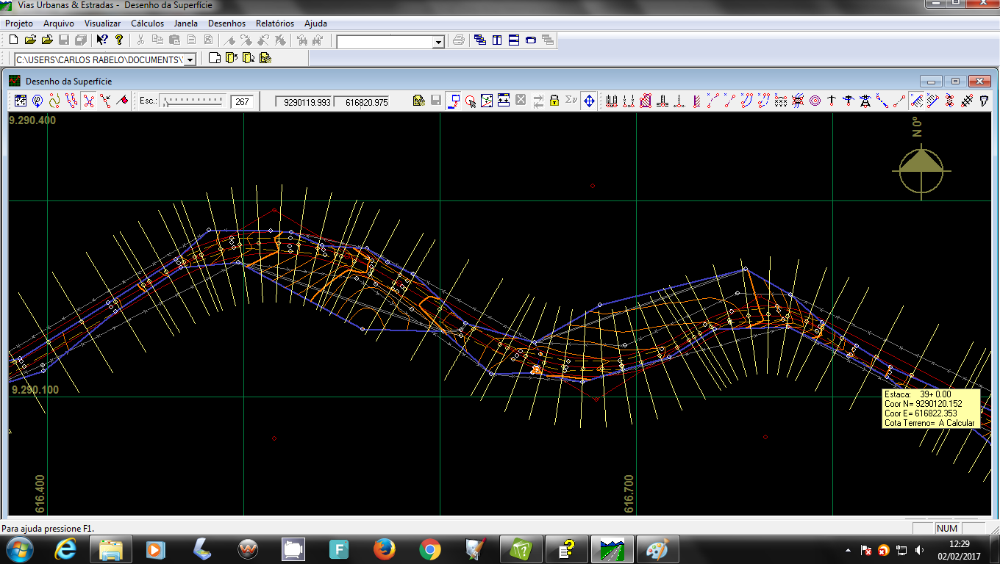 Vias Urbanas & Estradas - Desenho da Superfície
Projeto Arquivo Visualizar Cálculos Janela Desenhos Relatórios Ajuda
C:\USERS\CARLOS RABELO\DOCUMENTS\
Desenho da Superfície
Esc.: 267 9290119.993 616820.975 Σv
9.290.400
N 0º
9.290.100
Estaca: 39+ 0.00
Coor N= 9290120.152
Coor E= 616822.353
Cota Terreno= A Calcular
616.400
616.700
Para ajuda pressione F1.
NUM
12:29
02/02/2017